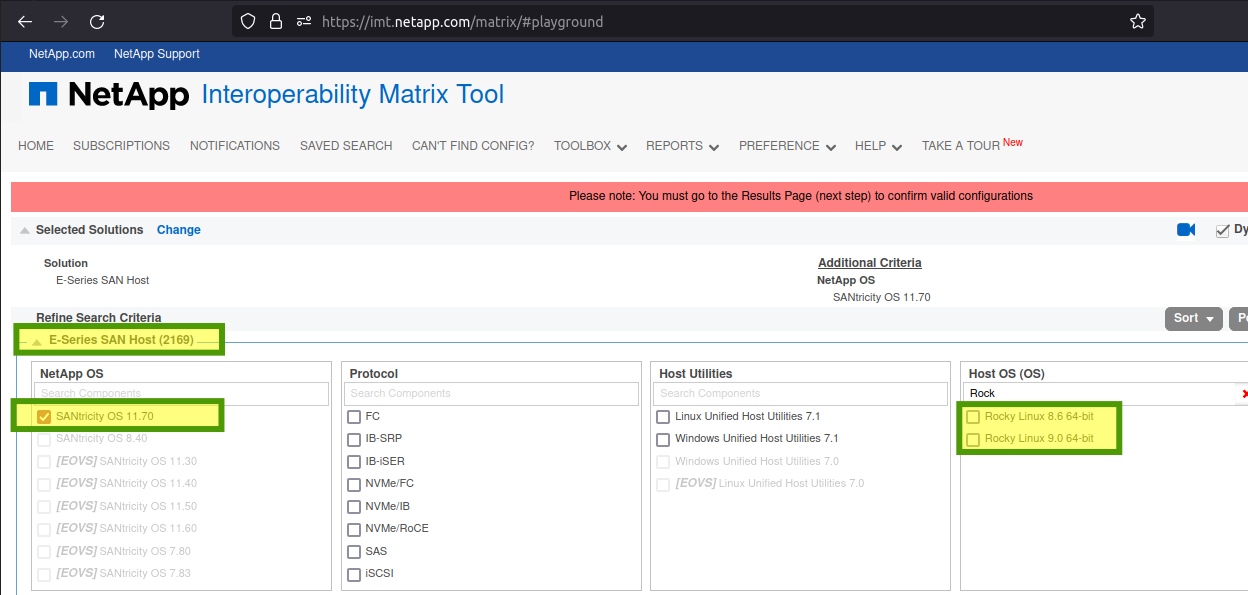 https://imt.netapp.com/matrix/#playground
NetApp.com NetApp Support
NetApp Interoperability Matrix Tool
HOME SUBSCRIPTIONS NOTIFICATIONS SAVED SEARCH CAN'T FIND CONFIG? TOOLBOX REPORTS PREFERENCE HELP TAKE A TOUR New
Please note: You must go to the Results Page (next step) to confirm valid configurations
Selected Solutions Change
Dy
Solution
E-Series SAN Host
Additional Criteria
NetApp OS
SANtricity OS 11.70
Refine Search Criteria
Sort
E-Series SAN Host (2169)
NetApp OS
Search Components
SANtricity OS 11.70
SANtricity OS 8.40
[EOVS] SANtricity OS 11.30
[EOVS] SANtricity OS 11.40
[EOVS] SANtricity OS 11.50
[EOVS] SANtricity OS 11.60
[EOVS] SANtricity OS 7.80
[EOVS] SANtricity OS 7.83
Protocol
Search Components
FC
IB-SRP
IB-iSER
NVMe/FC
NVMe/IB
NVMe/RoCE
SAS
iSCSI
Host Utilities
Search Components
Linux Unified Host Utilities 7.1
Windows Unified Host Utilities 7.1
Windows Unified Host Utilities 7.0
[EOVS] Linux Unified Host Utilities 7.0
Host OS (OS)
Rock
Rocky Linux 8.6 64-bit
Rocky Linux 9.0 64-bit